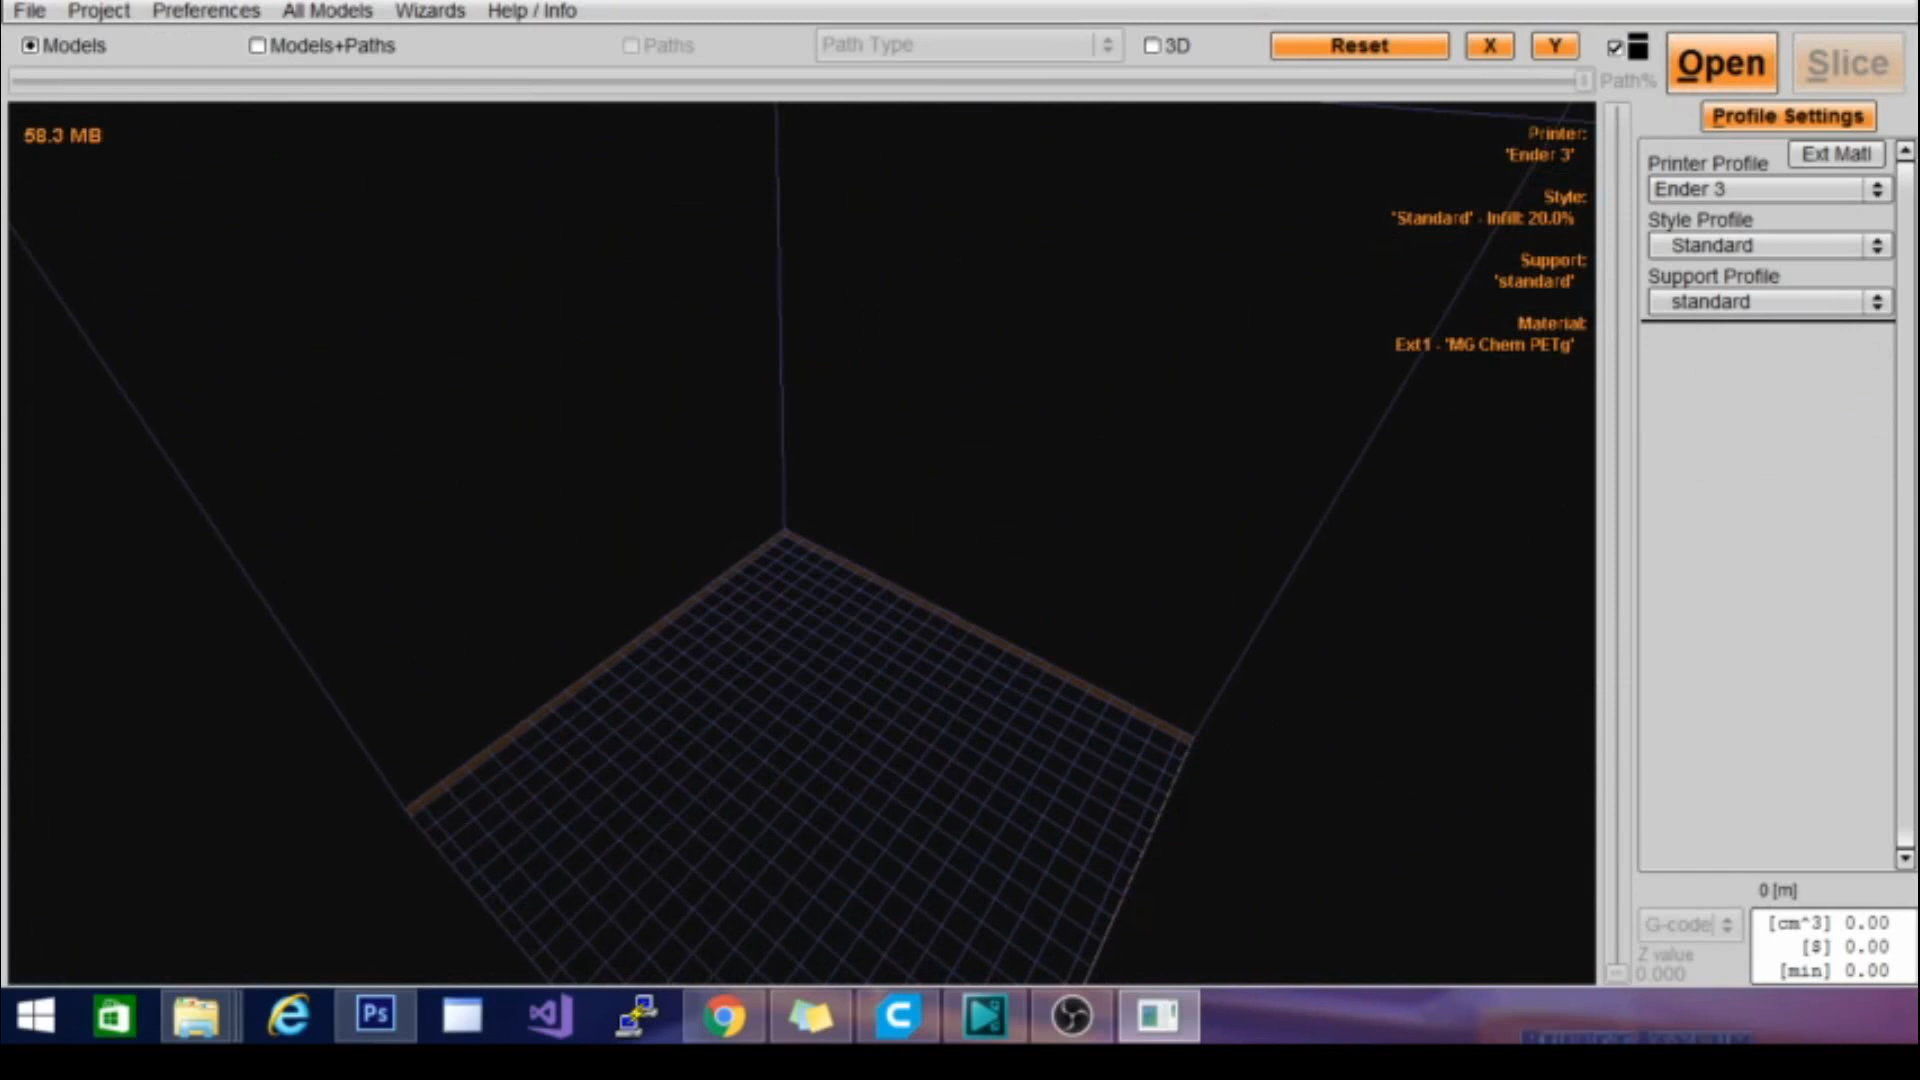 File Project Preferences All Models Wizards Help / Info
Models Models+Paths Paths Path Type 3D Reset X Y Open Slice
Path%
Profile Settings
58.3 MB
Printer:
'Ender 3'
Style:
'Standard' - Infill: 20.0%
Support:
'standard'
Material:
Ext1 - 'MG Chem PETg'
Ext Matl
Printer Profile
Ender 3
Style Profile
Standard
Support Profile
standard
0 [m]
G-code
Z value
0.000
[cm^3] 0.00
[$] 0.00
[min] 0.00
Ps